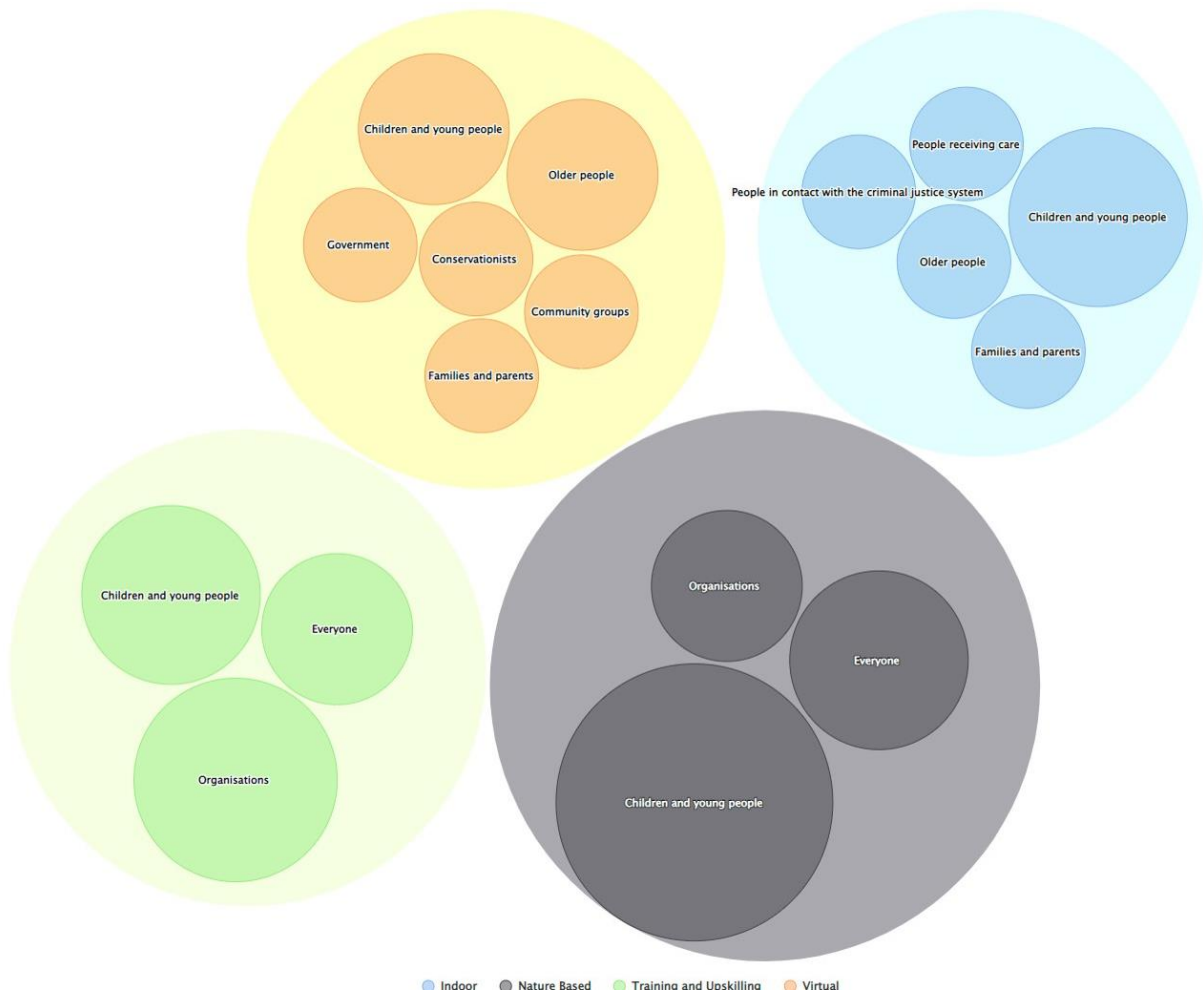 Children and young people
Older people
Government
Conservationists
Community groups
Families and parents
People receiving care
People in contact with the criminal justice system
Children and young people
Older people
Families and parents
Children and young people
Everyone
Organisations
Organisations
Everyone
Children and young people
Indoor
Nature Based
Training and Upskilling
Virtual